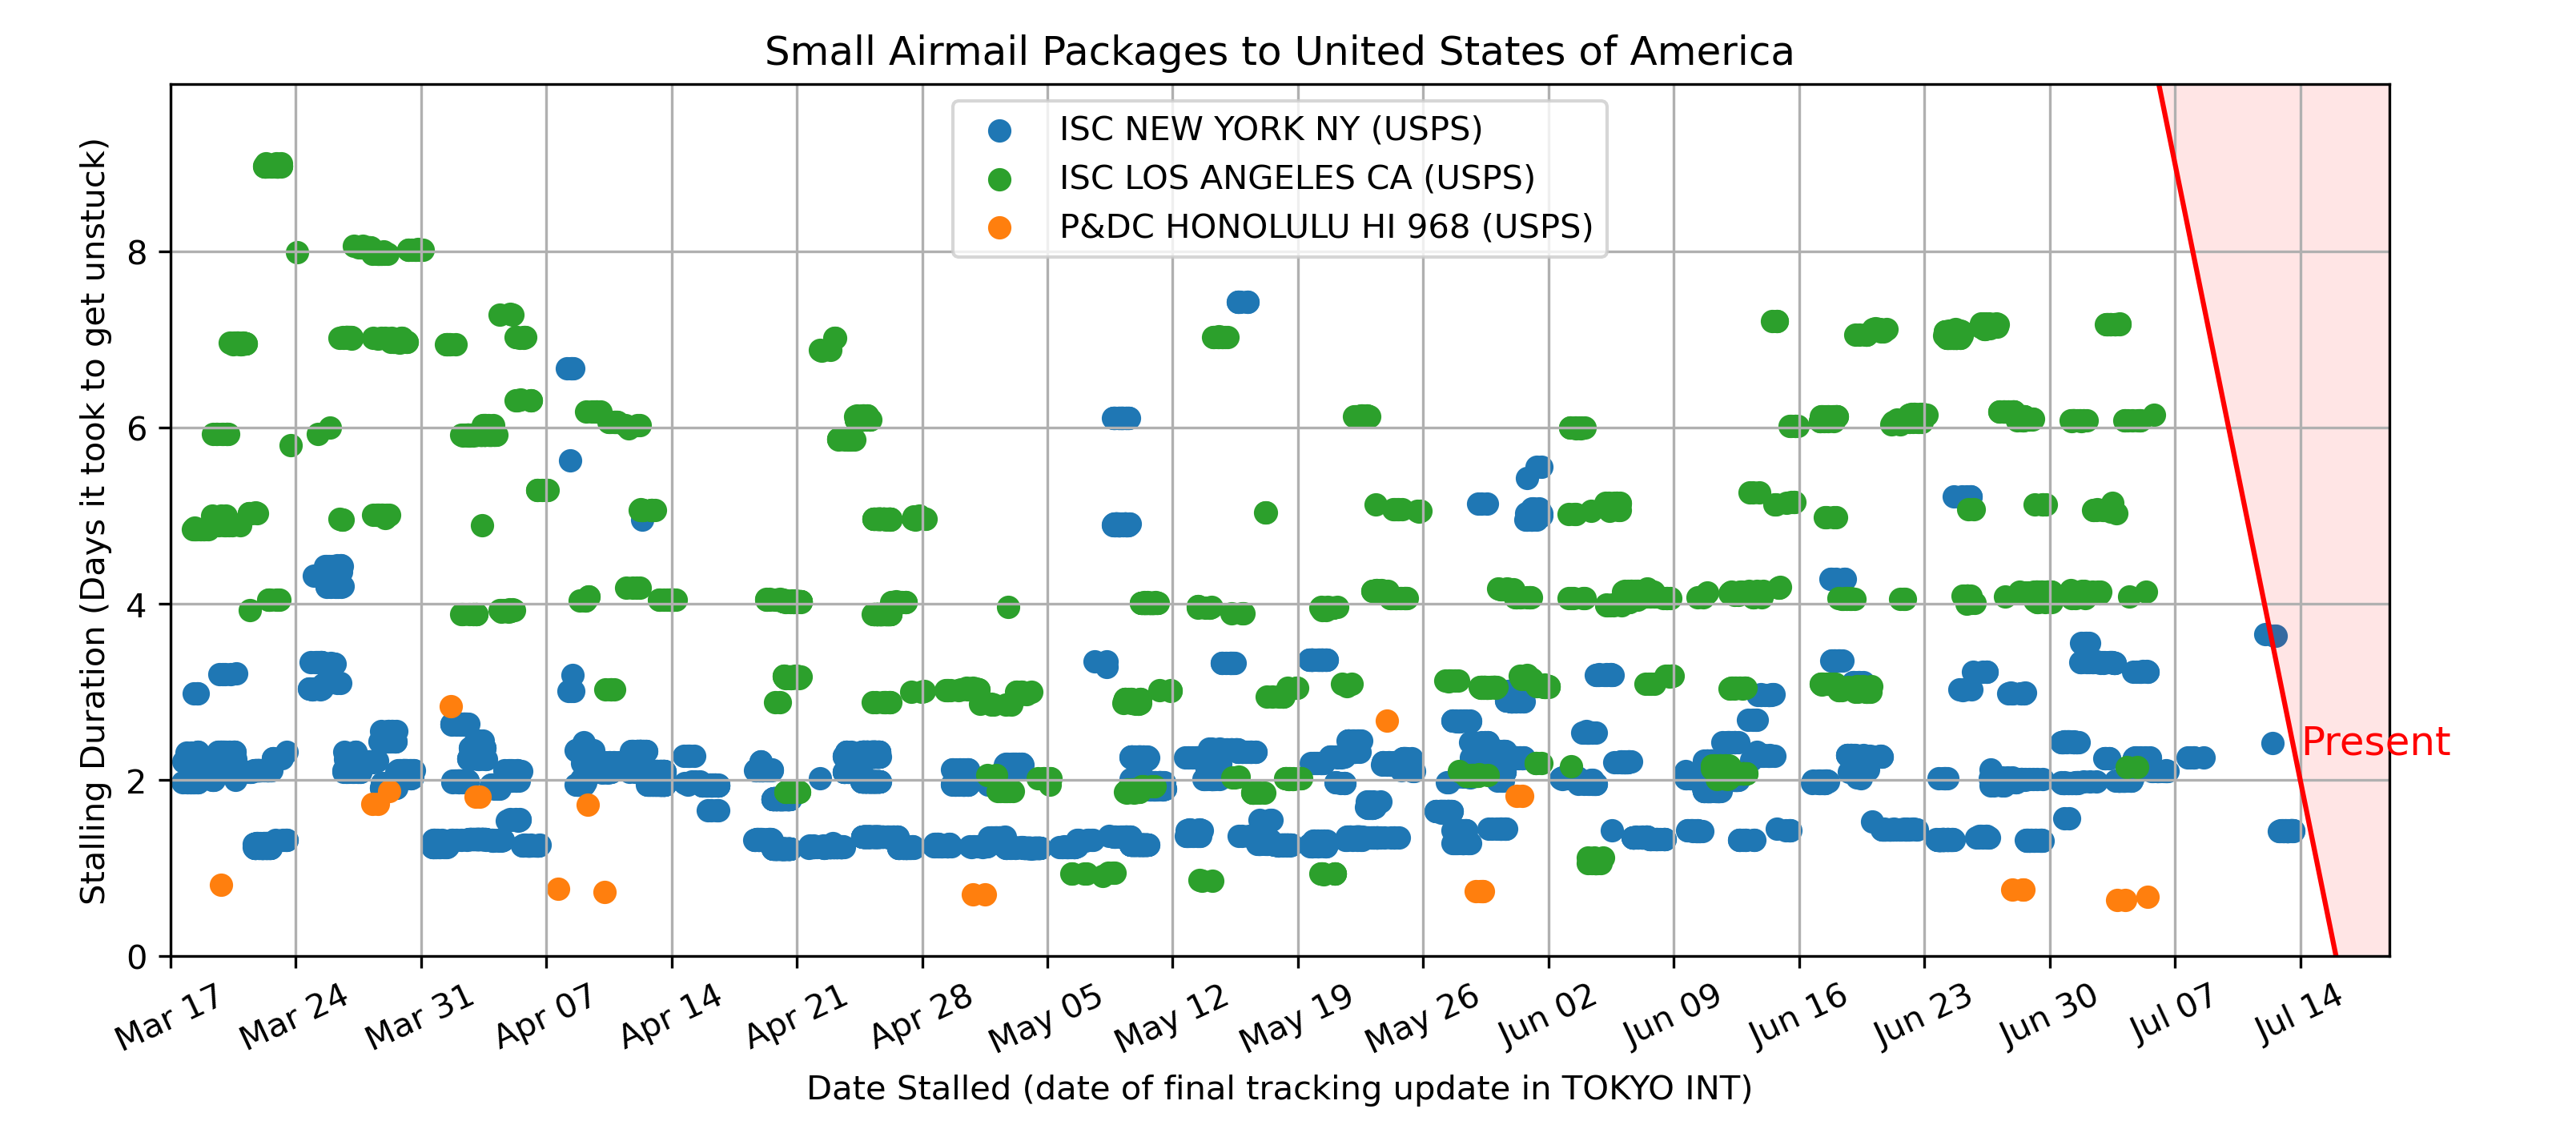 Small Airmail Packages to United States of America
ISC NEW YORK NY (USPS)
ISC LOS ANGELES CA (USPS)
P&DC HONOLULU HI 968 (USPS)
Stalling Duration (Days it took to get unstuck)
8
6
4
2
0
Present
Mar 17 Mar 24 Mar 31 Apr 07 Apr 14 Apr 21 Apr 28 May 05 May 12 May 19 May 26 Jun 02 Jun 09 Jun 16 Jun 23 Jun 30 Jul 07 Jul 14
Date Stalled (date of final tracking update in TOKYO INT)